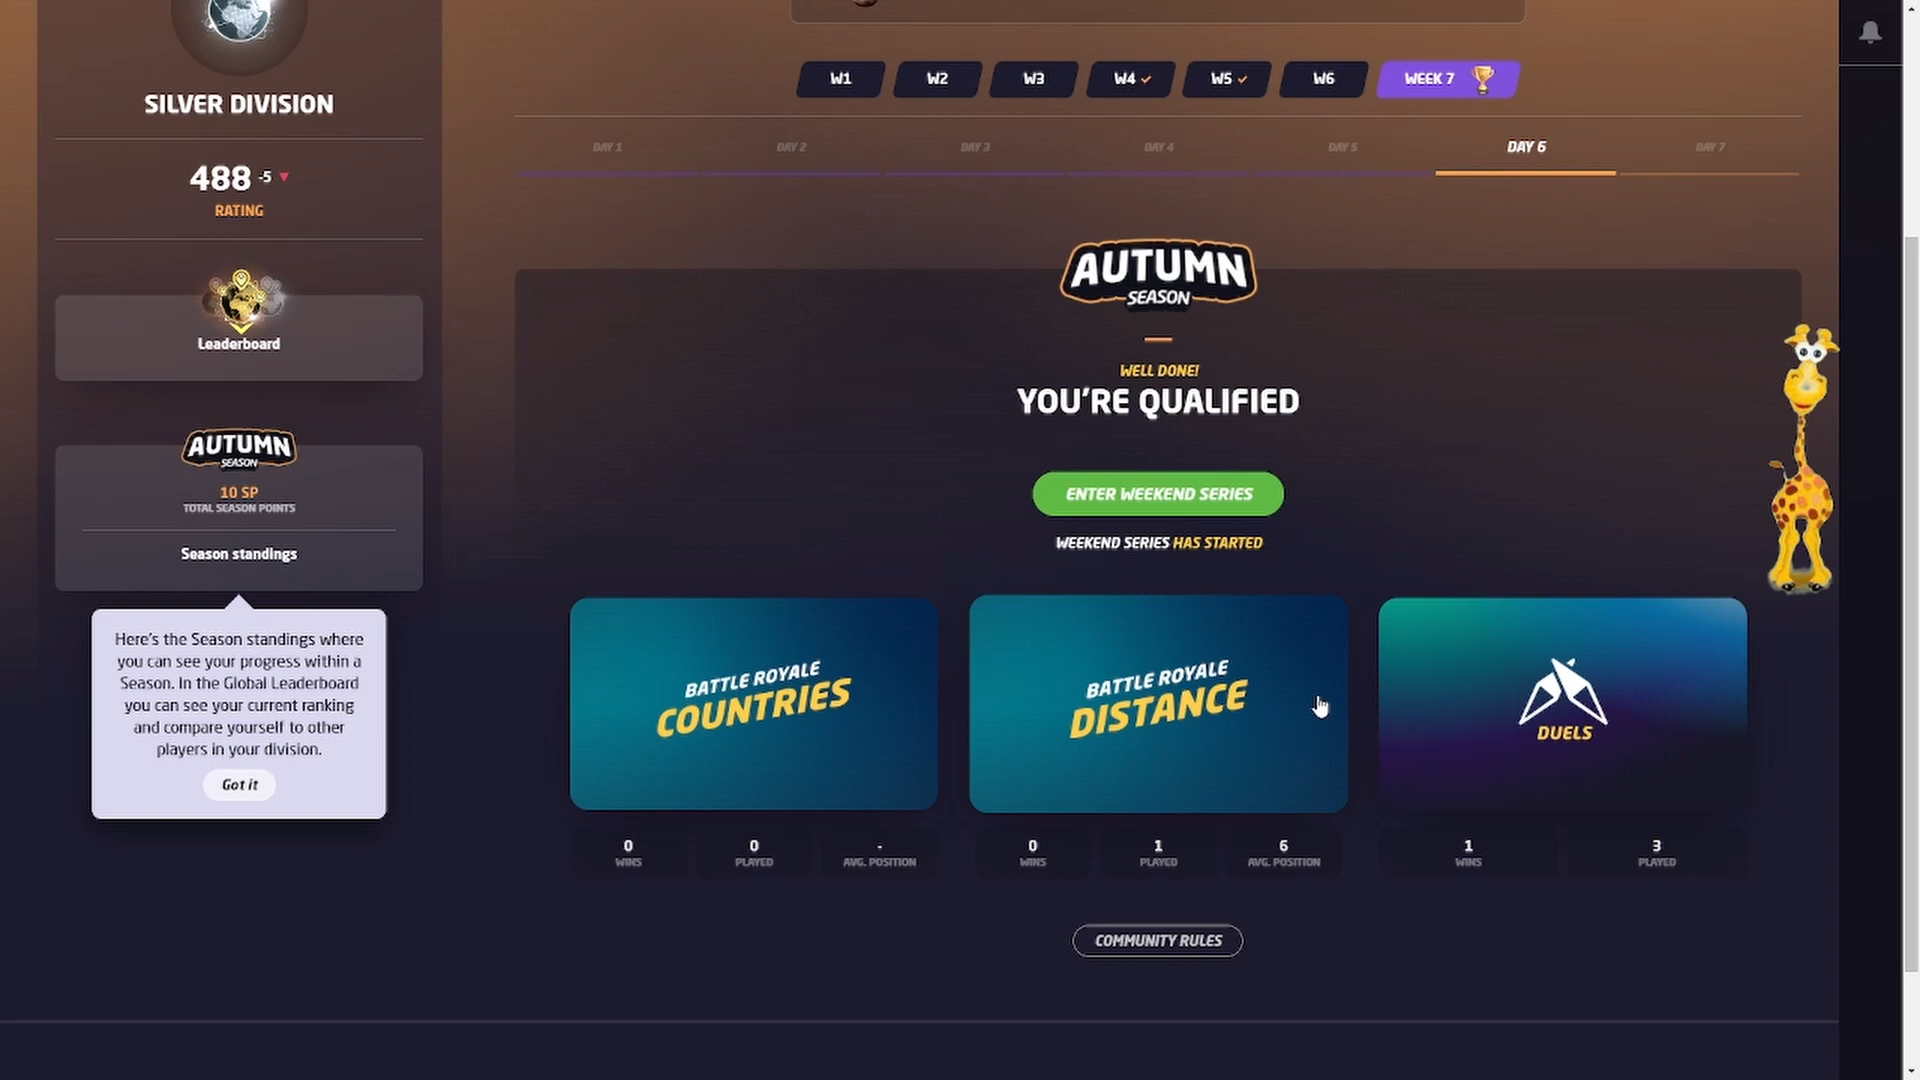 SILVER DIVISION
488 -5
RATING
Leaderboard
AUTUMN
SEASON
10 SP
TOTAL SEASON POINTS
Season standings
Here's the Season standings where
you can see your progress within a
Season. In the Global Leaderboard
you can see your current ranking
and compare yourself to other
players in your division.
Got it
W1 W2 W3 W4 W5 W6 WEEK 7
DAY 1 DAY 2 DAY 3 DAY 4 DAY 5 DAY 6 DAY 7
AUTUMN
SEASON
WELL DONE!
YOU'RE QUALIFIED
ENTER WEEKEND SERIES
WEEKEND SERIES HAS STARTED
BATTLE ROYALE
COUNTRIES
0 0 -
WINS PLAYED AVG. POSITION
BATTLE ROYALE
DISTANCE
0 1 6
WINS PLAYED AVG. POSITION
DUELS
1 3
WINS PLAYED
COMMUNITY RULES